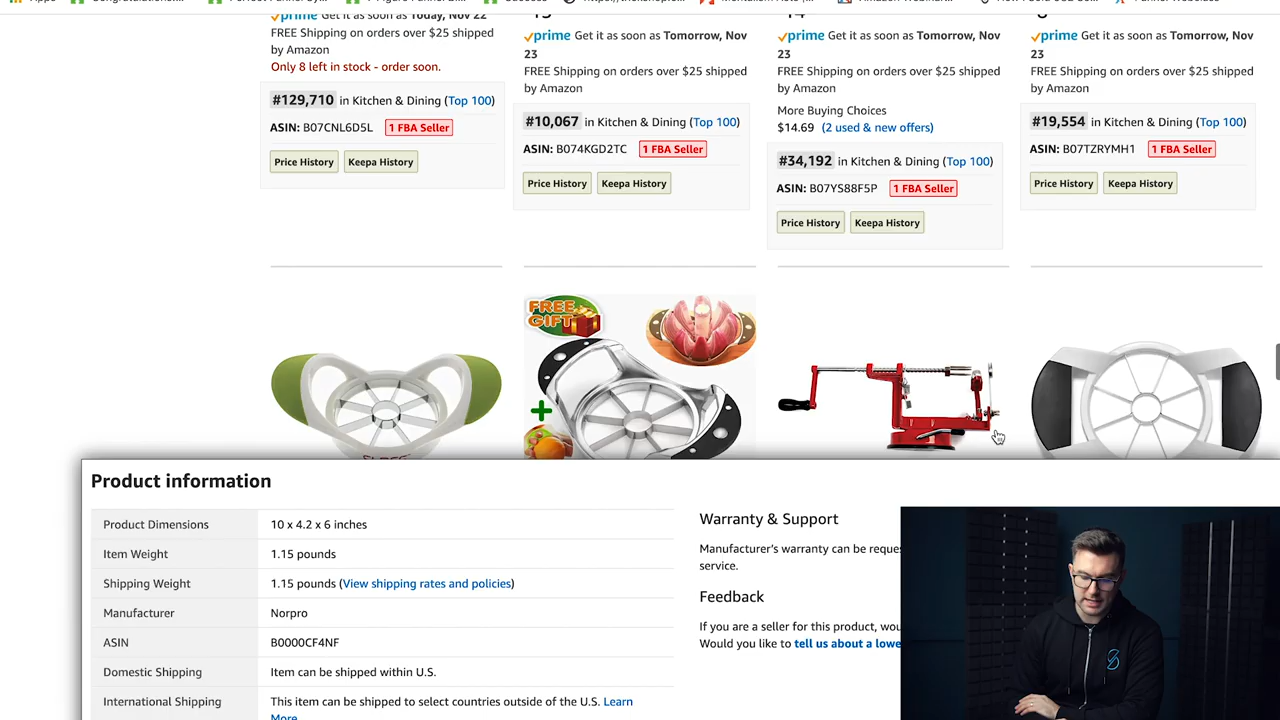 Apps
Success
https://
prime Get it as soon as Today, Nov 22
FREE Shipping on orders over $25 shipped
by Amazon
Only 8 left in stock - order soon.
#129,710 in Kitchen & Dining (Top 100)
ASIN: B07CNL6D5L 1 FBA Seller
Price History Keepa History
prime Get it as soon as Tomorrow, Nov
23
FREE Shipping on orders over $25 shipped
by Amazon
#10,067 in Kitchen & Dining (Top 100)
ASIN: B074KGD2TC 1 FBA Seller
Price History Keepa History
prime Get it as soon as Tomorrow, Nov
23
FREE Shipping on orders over $25 shipped
by Amazon
More Buying Choices
$14.69 (2 used & new offers)
#34,192 in Kitchen & Dining (Top 100)
ASIN: B07YS88F5P 1 FBA Seller
Price History Keepa History
prime Get it as soon as Tomorrow, Nov
23
FREE Shipping on orders over $25 shipped
by Amazon
#19,554 in Kitchen & Dining (Top 100)
ASIN: B07TZRYMH1 1 FBA Seller
Price History Keepa History
FREE
GIFT
+
Product information
Product Dimensions 10 x 4.2 x 6 inches
Item Weight 1.15 pounds
Shipping Weight 1.15 pounds (View shipping rates and policies)
Manufacturer Norpro
ASIN B0000CF4NF
Domestic Shipping Item can be shipped within U.S.
International Shipping This item can be shipped to select countries outside of the U.S. Learn
More
Warranty & Support
Manufacturer's warranty can be reque
service.
Feedback
If you are a seller for this product, wou
Would you like to tell us about a lowe